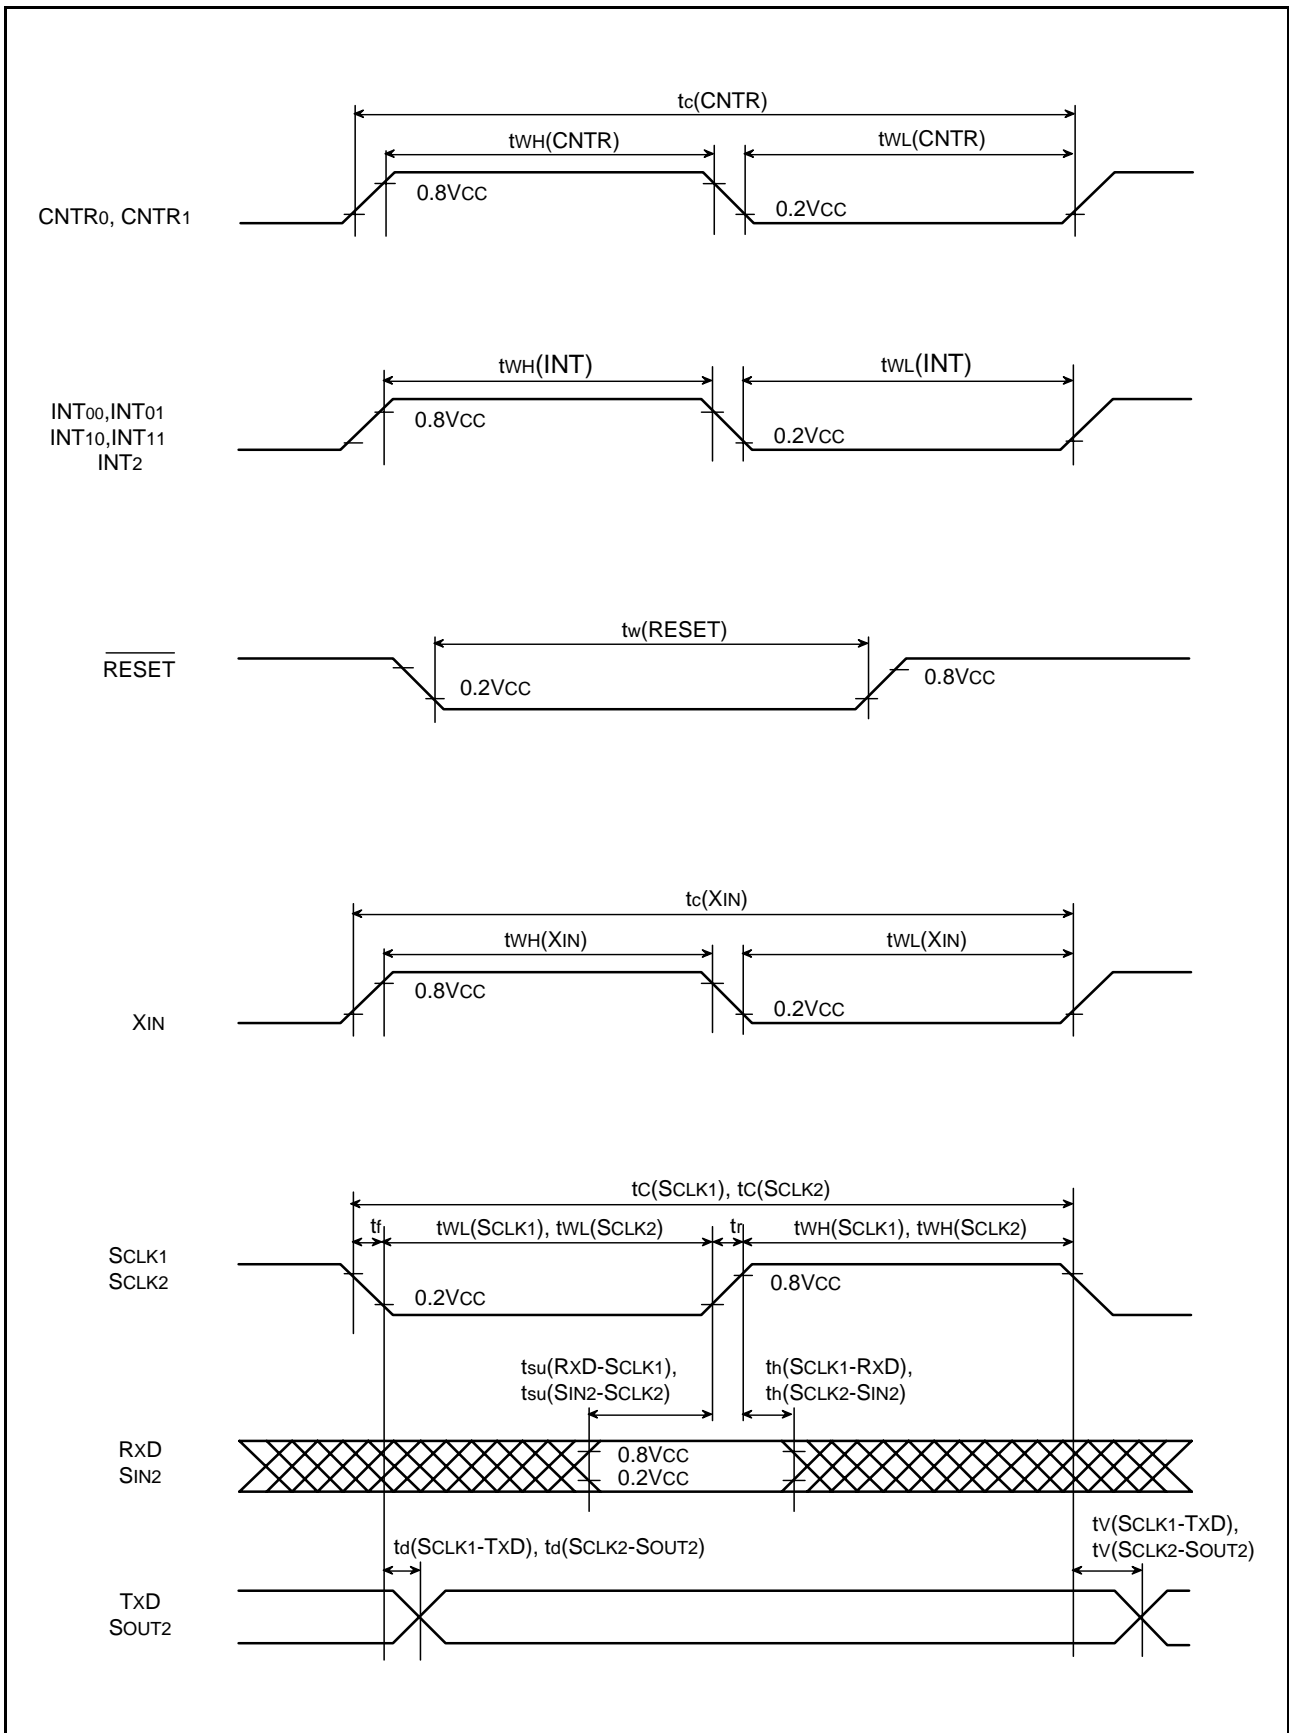 tc(CNTR)
tWH(CNTR)
tWL(CNTR)
CNTR0, CNTR1
0.8VCC
0.2VCC
tWH(INT)
tWL(INT)
INT00,INT01
INT10,INT11
INT2
0.8VCC
0.2VCC
tw(RESET)
RESET
0.2VCC
0.8VCC
tc(XIN)
tWH(XIN)
tWL(XIN)
XIN
0.8VCC
0.2VCC
tC(SCLK1), tC(SCLK2)
tf
tWL(SCLK1), tWL(SCLK2)
tr
tWH(SCLK1), tWH(SCLK2)
SCLK1
SCLK2
0.2VCC
0.8VCC
tsu(RXD-SCLK1),
tsu(SIN2-SCLK2)
th(SCLK1-RXD),
th(SCLK2-SIN2)
RXD
SIN2
0.8VCC
0.2VCC
td(SCLK1-TXD), td(SCLK2-SOUT2)
tV(SCLK1-TXD),
tV(SCLK2-SOUT2)
TXD
SOUT2